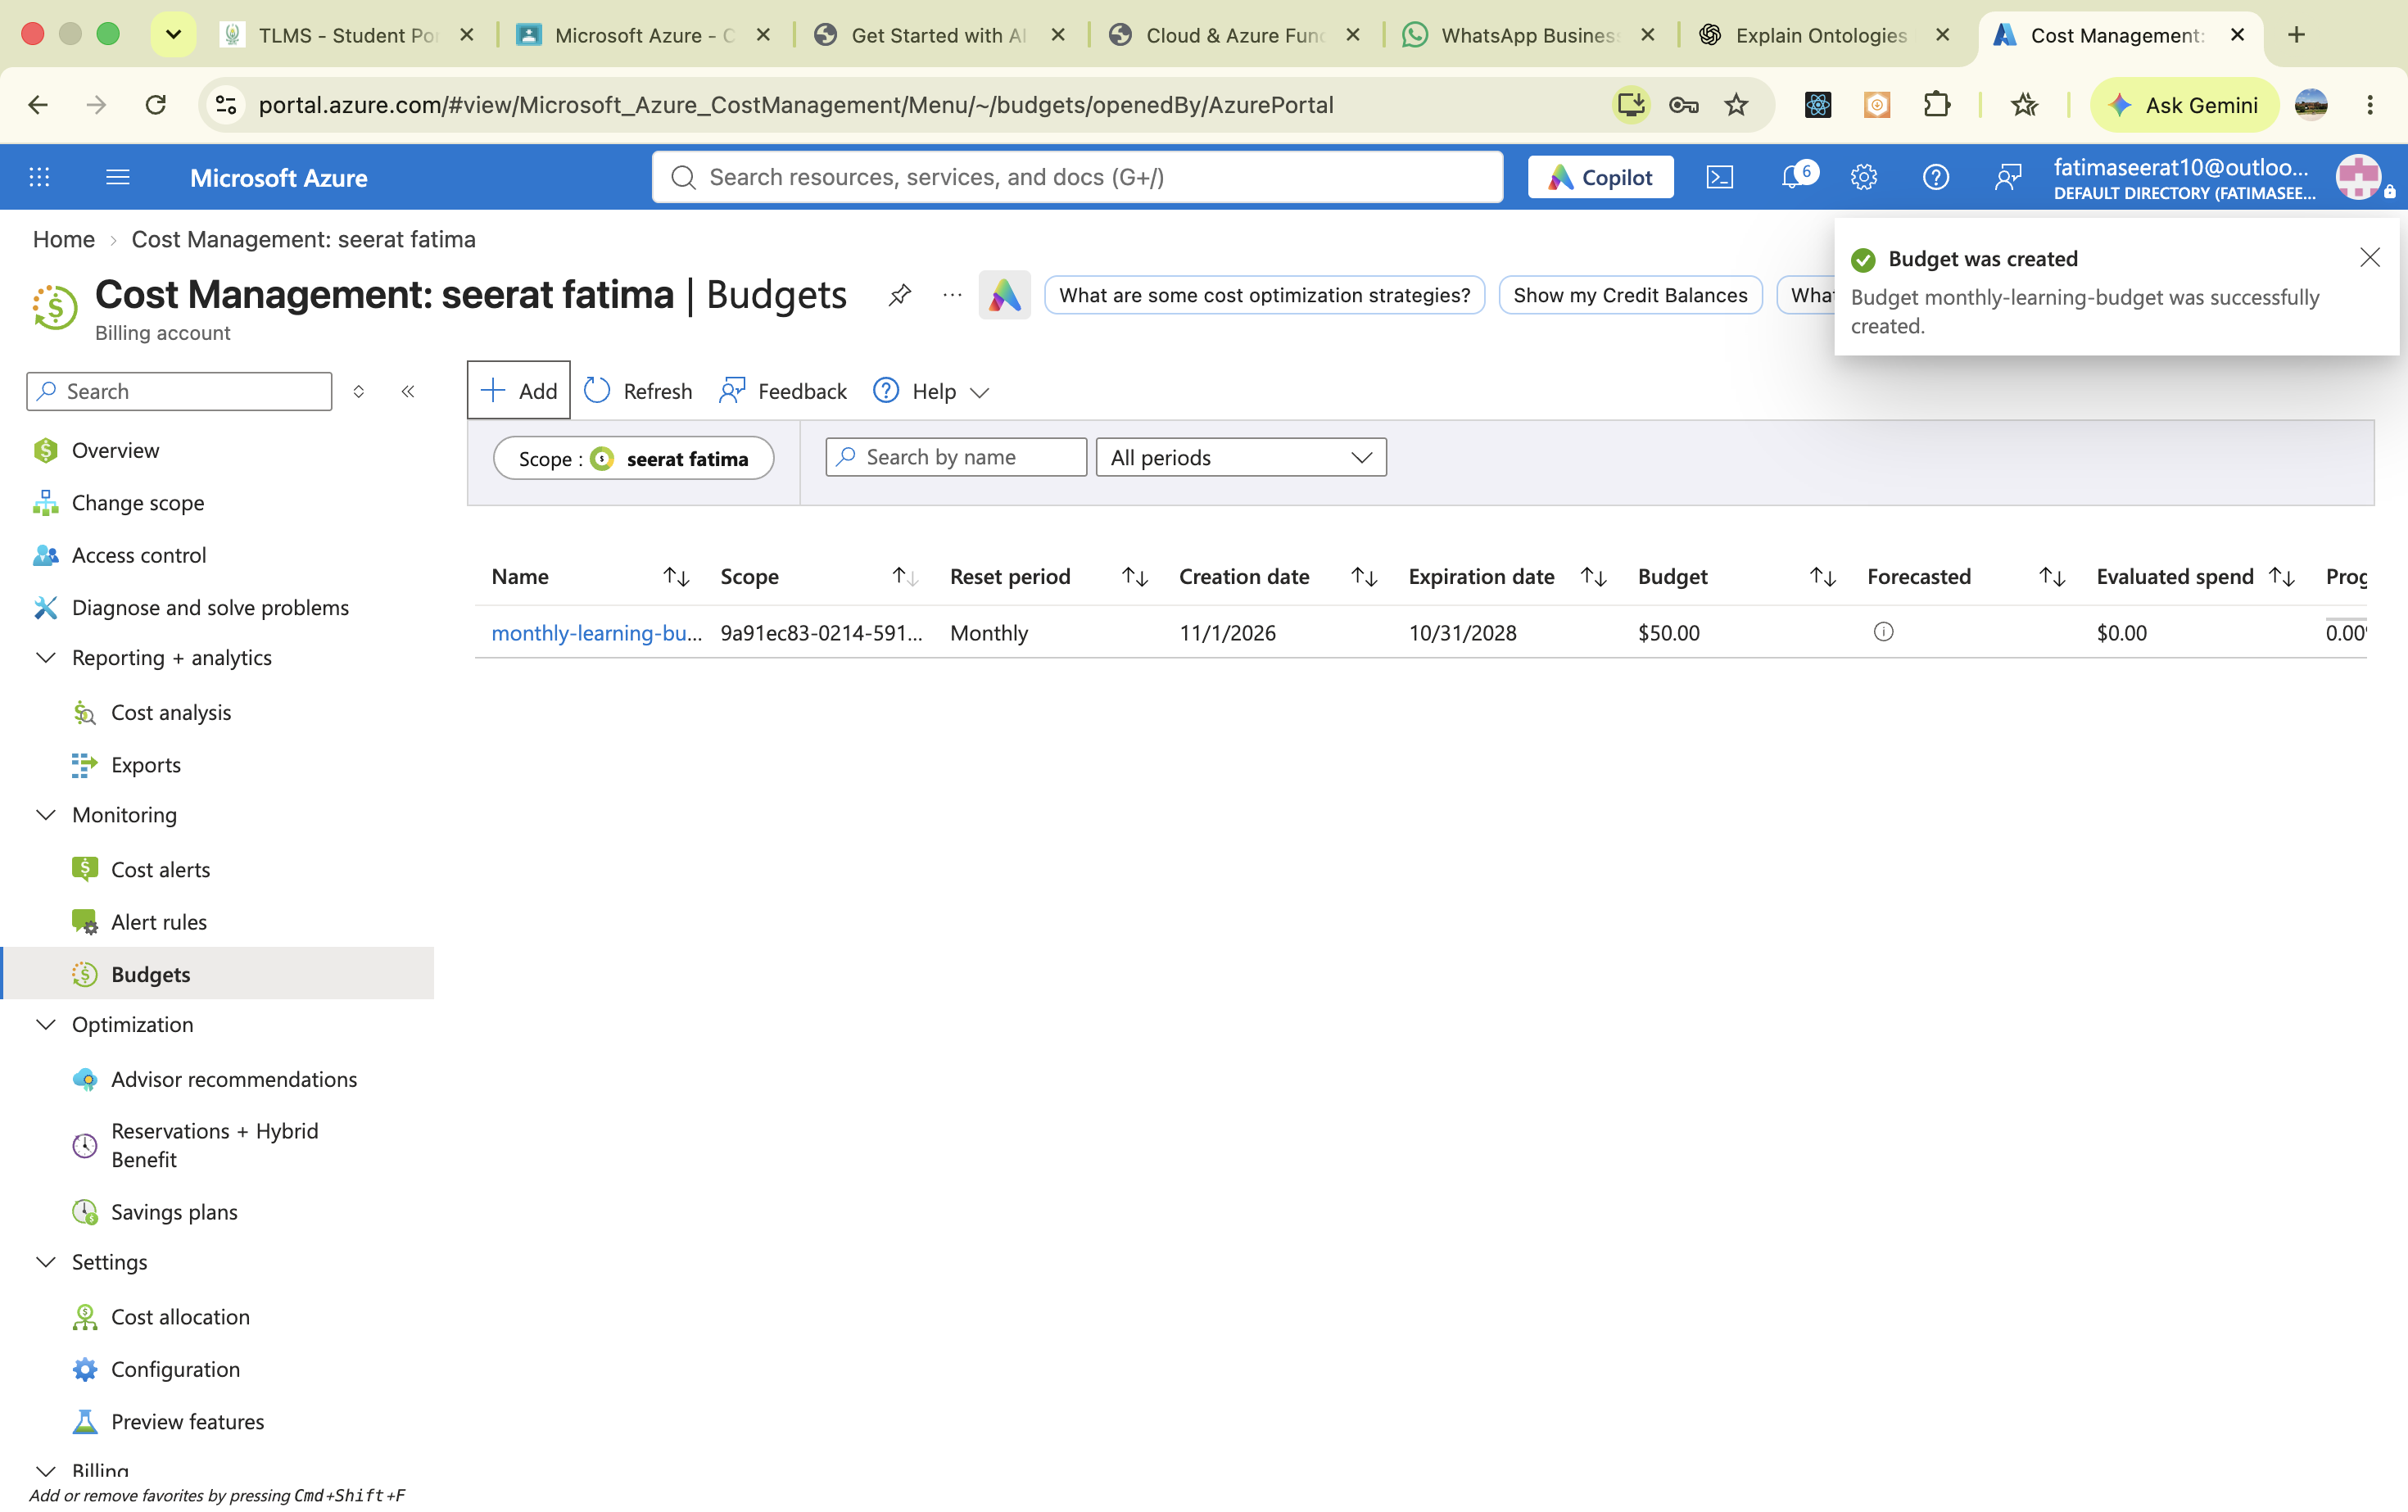 TLMS - Student Por
Microsoft Azure - C
Get Started with AI
Cloud & Azure Fund
WhatsApp Business
Explain Ontologies
Cost Management:
portal.azure.com/#view/Microsoft_Azure_CostManagement/Menu/~/budgets/openedBy/AzurePortal
Ask Gemini
Microsoft Azure
Search resources, services, and docs (G+/)
Copilot
6
fatimaseerat10@outloo...
DEFAULT DIRECTORY (FATIMASEE...
Home > Cost Management: seerat fatima
Cost Management: seerat fatima | Budgets
Billing account
What are some cost optimization strategies?
Show my Credit Balances
What
Budget was created
Budget monthly-learning-budget was successfully
created.
Search
Add
Refresh
Feedback
Help
Scope : seerat fatima
Search by name
All periods
Overview
Change scope
Access control
Diagnose and solve problems
Reporting + analytics
Cost analysis
Exports
Monitoring
Cost alerts
Alert rules
Budgets
Optimization
Advisor recommendations
Reservations + Hybrid
Benefit
Savings plans
Settings
Cost allocation
Configuration
Preview features
Billing
Add or remove favorites by pressing Cmd+Shift+F
Name Scope Reset period Creation date Expiration date Budget Forecasted Evaluated spend Prog
monthly-learning-bu... 9a91ec83-0214-591... Monthly 11/1/2026 10/31/2028 $50.00 $0.00 0.00%